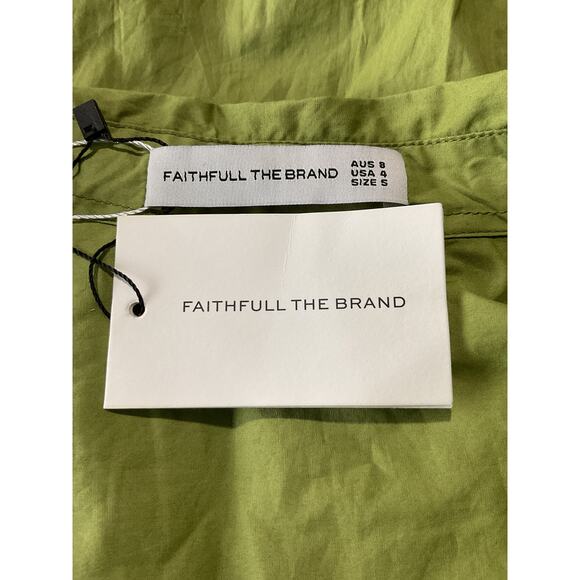 FAITHFULL THE BRAND
AUS 8
USA 4
SIZE S
FAITHFULL THE BRAND